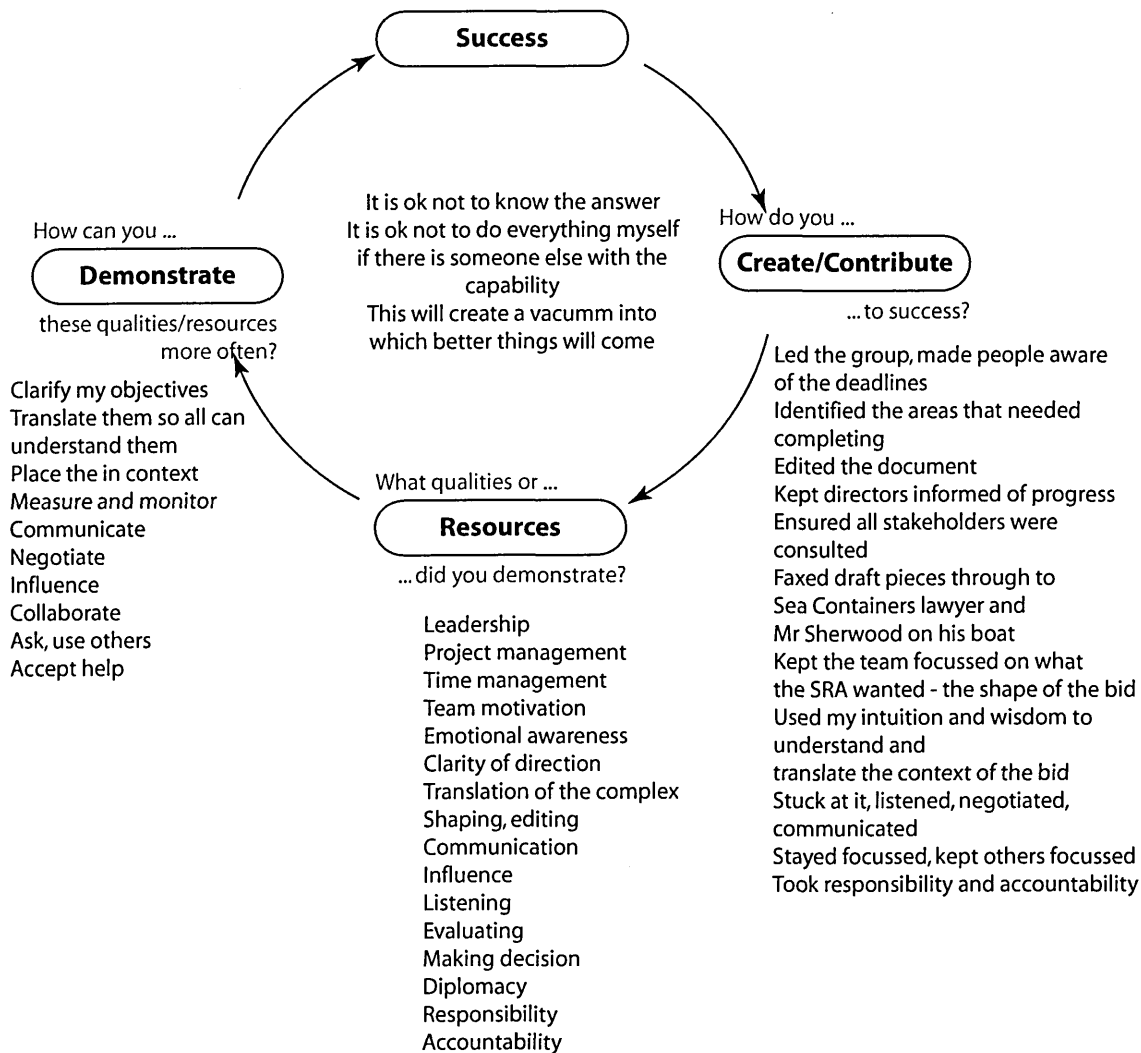 Success
It is ok not to know the answer
It is ok not to do everything myself
if there is someone else with the
capability
This will create a vacumm into
which better things will come
How do you ...
Create/Contribute
... to success?
Led the group, made people aware
of the deadlines
Identified the areas that needed
completing
Edited the document
Kept directors informed of progress
Ensured all stakeholders were
consulted
Faxed draft pieces through to
Sea Containers lawyer and
Mr Sherwood on his boat
Kept the team focussed on what
the SRA wanted - the shape of the bid
Used my intuition and wisdom to
understand and
translate the context of the bid
Stuck at it, listened, negotiated,
communicated
Stayed focussed, kept others focussed
Took responsibility and accountability
What qualities or ...
Resources
... did you demonstrate?
Leadership
Project management
Time management
Team motivation
Emotional awareness
Clarity of direction
Translation of the complex
Shaping, editing
Communication
Influence
Listening
Evaluating
Making decision
Diplomacy
Responsibility
Accountability
How can you ...
Demonstrate
these qualities/resources
more often?
Clarify my objectives
Translate them so all can
understand them
Place the in context
Measure and monitor
Communicate
Negotiate
Influence
Collaborate
Ask, use others
Accept help